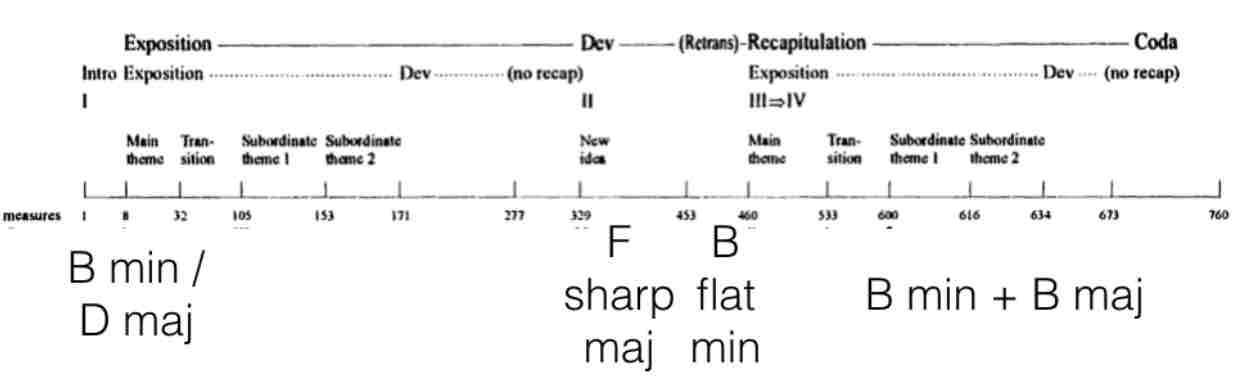 Exposition Dev (Retrans)-Recapitulation Coda
Intro Exposition Dev (no recap) Exposition Dev (no recap)
I II III⇒IV
Main Tran- Subordinate Subordinate New Main Tran- Subordinate Subordinate
theme sition theme 1 theme 2 idea theme sition theme 1 theme 2
measures 1 8 32 105 153 171 277 329 453 460 533 600 616 634 673 760
B min / F B
D maj sharp flat B min + B maj
maj min